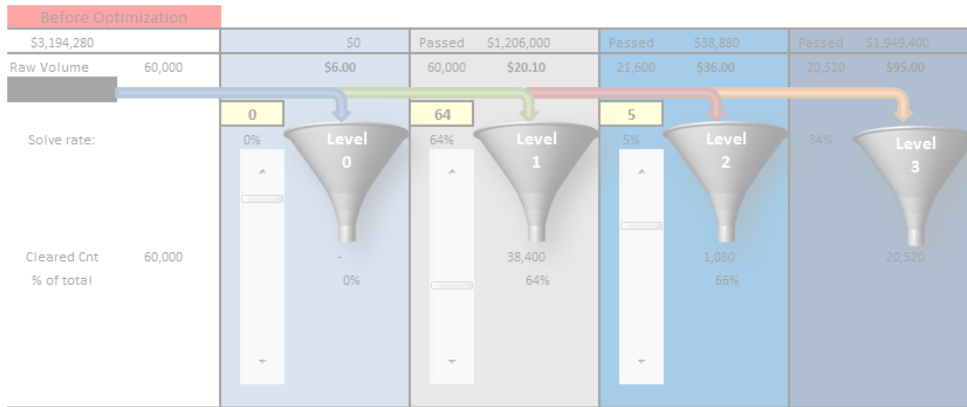 Before Optimization
$3,194,280 $0 Passed $1,206,000 Passed $38,880 Passed $1,949,400
Raw Volume 60,000 $6.00 60,000 $20.10 21,600 $36.00 20,520 $95.00
0 64 5
Solve rate: 0% Level 0 64% Level 1 5% Level 2 34% Level 3
Cleared Cnt 60,000 - 38,400 1,080 20,520
% of total 0% 64% 66%